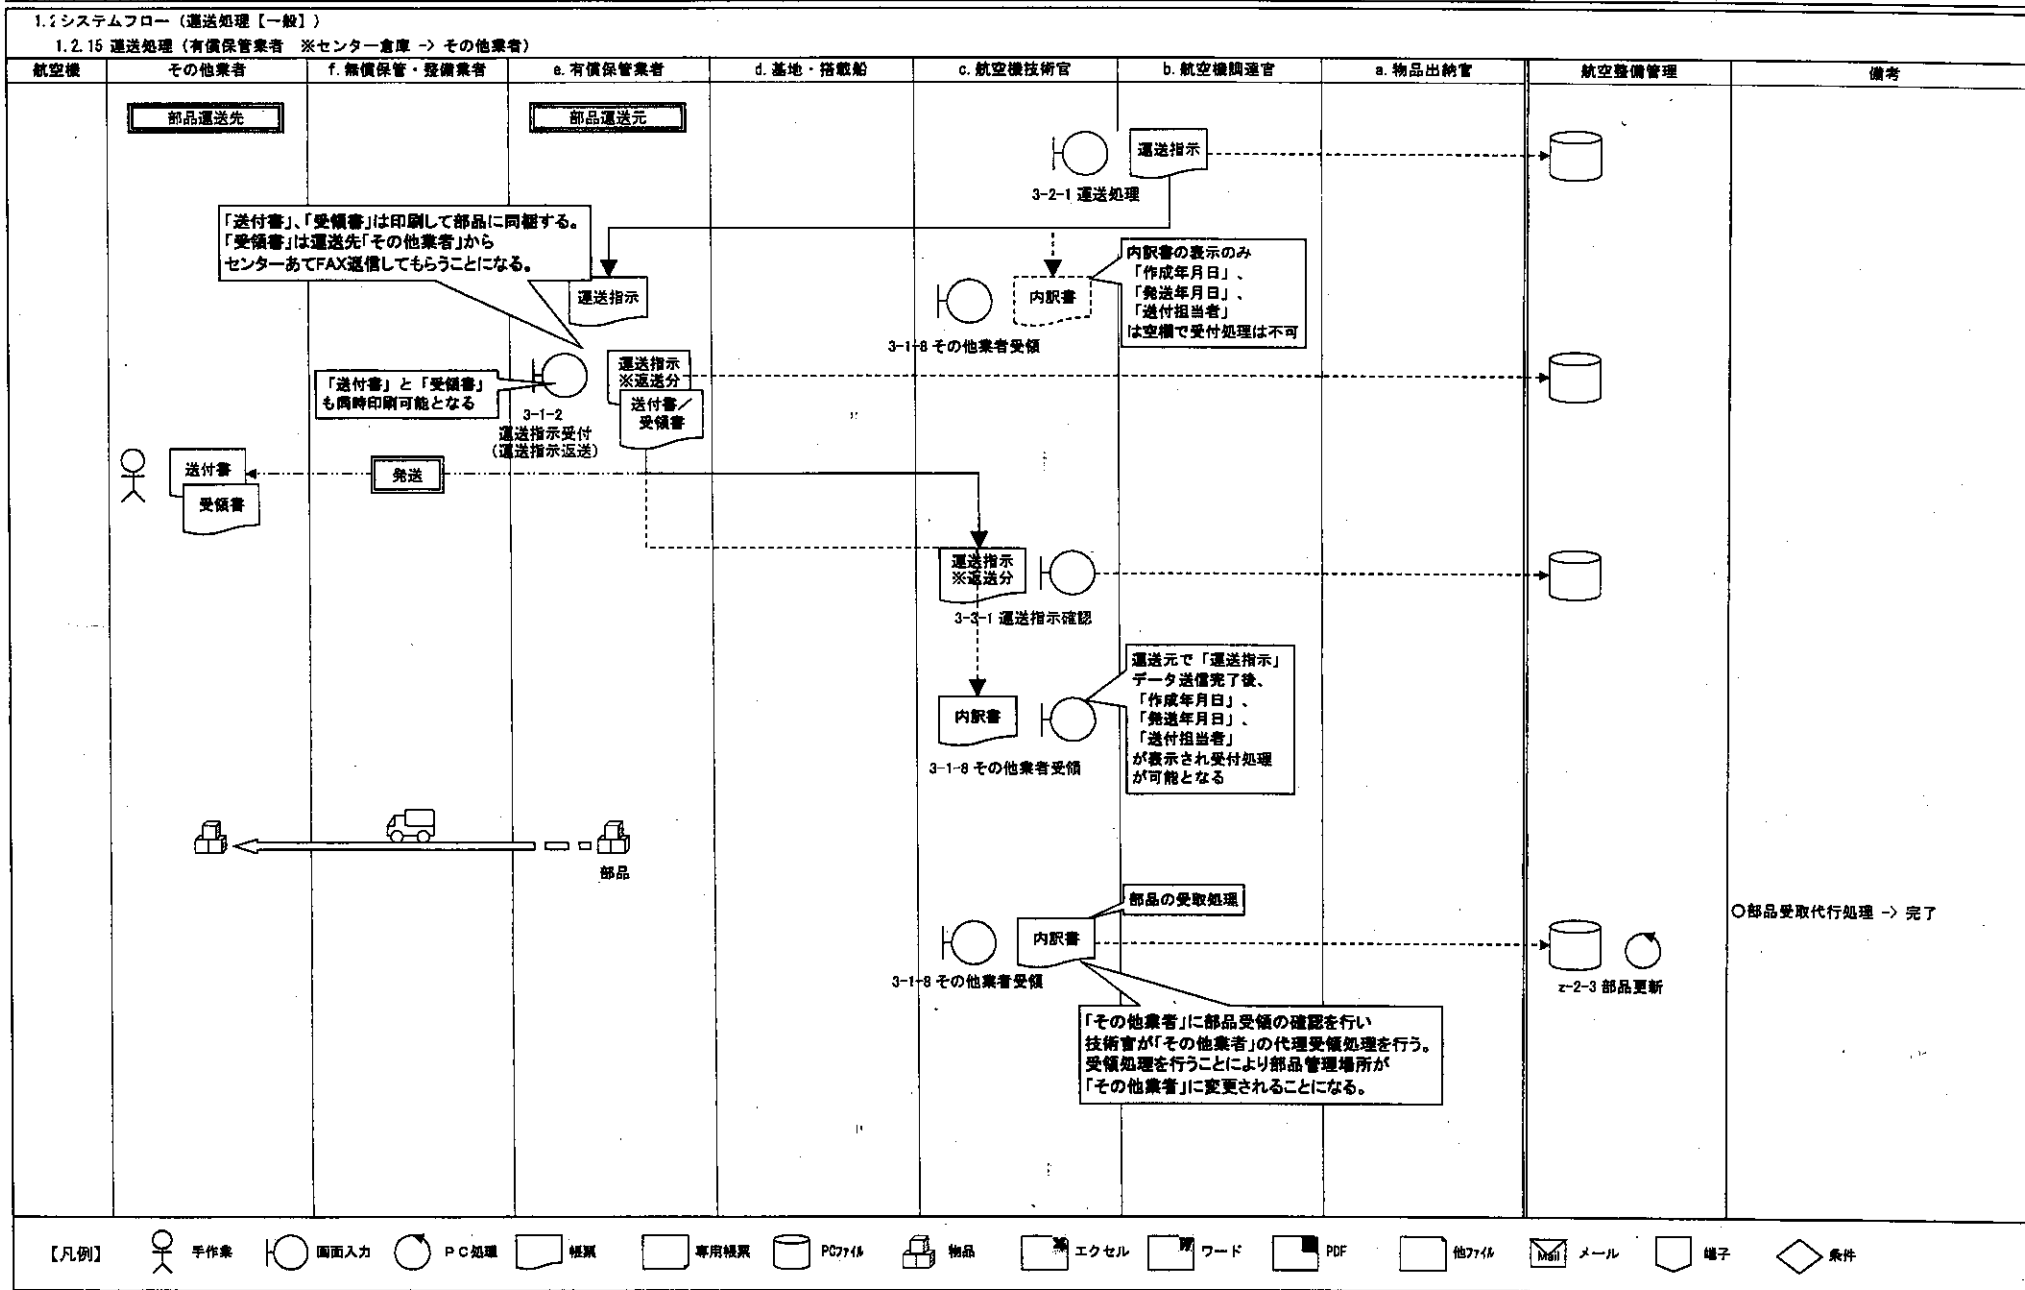 1.2 システムフロー（運送処理【一般】）
1.2.15 運送処理（有償保管業者　※センター倉庫 -> その他業者）
航空機
その他業者
f. 無償保管・整備業者
e. 有償保管業者
d. 基地・搭載船
c. 航空機技術官
b. 航空機調達官
a. 物品出納官
航空整備管理
備考
部品運送先
部品運送元
運送指示
3-2-1 運送処理
「送付書」、「受領書」は印刷して部品に同梱する。
「受領書」は運送先「その他業者」から
センターあてFAX返信してもらうことになる。
運送指示
内訳書
3-1-8 その他業者受領
内訳書の表示のみ
「作成年月日」、
「発送年月日」、
「送付担当者」
は空欄で受付処理は不可
「送付書」と「受領書」
も同時印刷可能となる
3-1-2
運送指示受付
（運送指示返送）
運送指示
※返送分
送付書／
受領書
送付書
受領書
発送
運送指示
※返送分
3-3-1 運送指示確認
内訳書
3-1-8 その他業者受領
運送元で「運送指示」
データ送信完了後、
「作成年月日」、
「発送年月日」、
「送付担当者」
が表示され受付処理
が可能となる
部品
部品の受取処理
内訳書
3-1-8 その他業者受領
z-2-3 部品更新
○部品受取代行処理 -> 完了
「その他業者」に部品受領の確認を行い
技術官が「その他業者」の代理受領処理を行う。
受領処理を行うことにより部品管理場所が
「その他業者」に変更されることになる。
【凡例】
手作業
画面入力
ＰＣ処理
帳票
専用帳票
PCﾌｧｲﾙ
物品
エクセル
ワード
PDF
他ﾌｧｲﾙ
Mail
メール
端子
条件